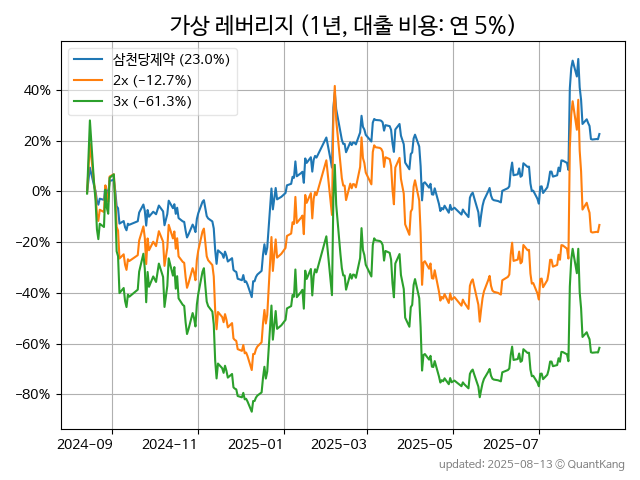 가상 레버리지 (1년, 대출 비용: 연 5%)
삼천당제약 (23.0%)
2x (-12.7%)
3x (-61.3%)
40%
20%
0%
−20%
−40%
−60%
−80%
2024-09
2024-11
2025-01
2025-03
2025-05
2025-07
updated: 2025-08-13 ⓒ QuantKang